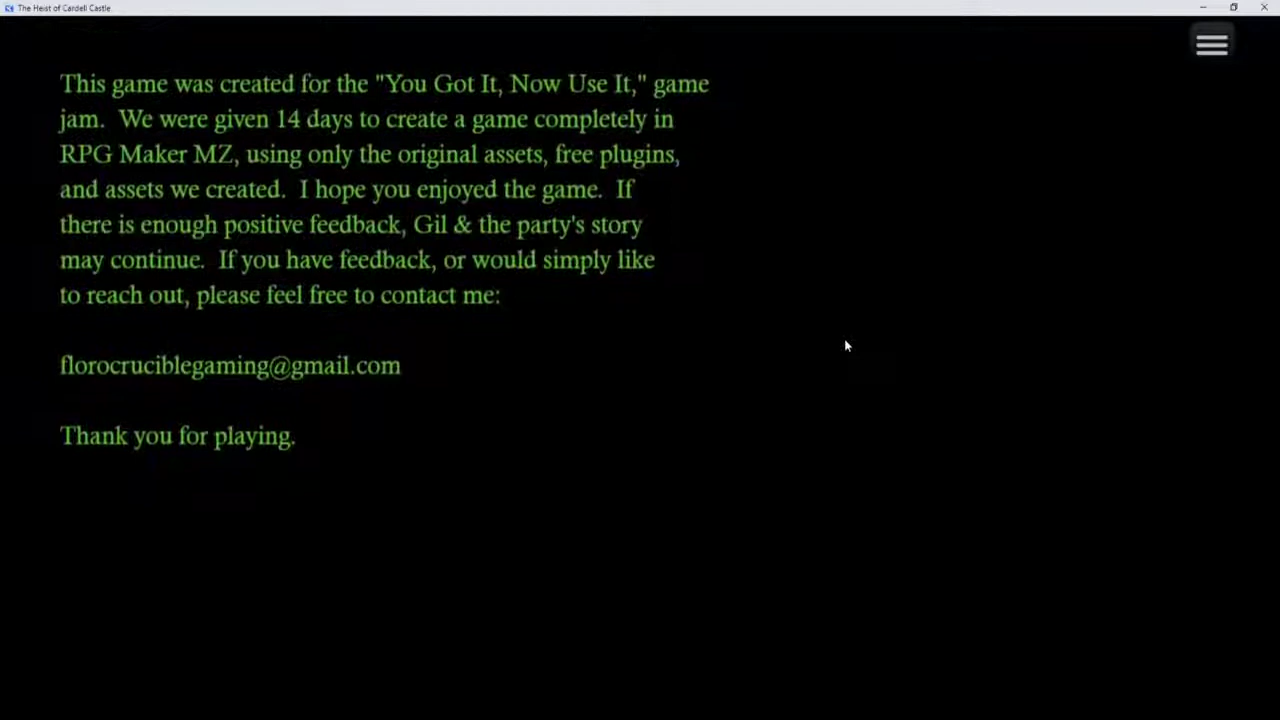 The Heist of Cardell Castle
This game was created for the "You Got It, Now Use It," game
jam.  We were given 14 days to create a game completely in
RPG Maker MZ, using only the original assets, free plugins,
and assets we created.  I hope you enjoyed the game.  If
there is enough positive feedback, Gil & the party's story
may continue.  If you have feedback, or would simply like
to reach out, please feel free to contact me:
florocruciblegaming@gmail.com
Thank you for playing.